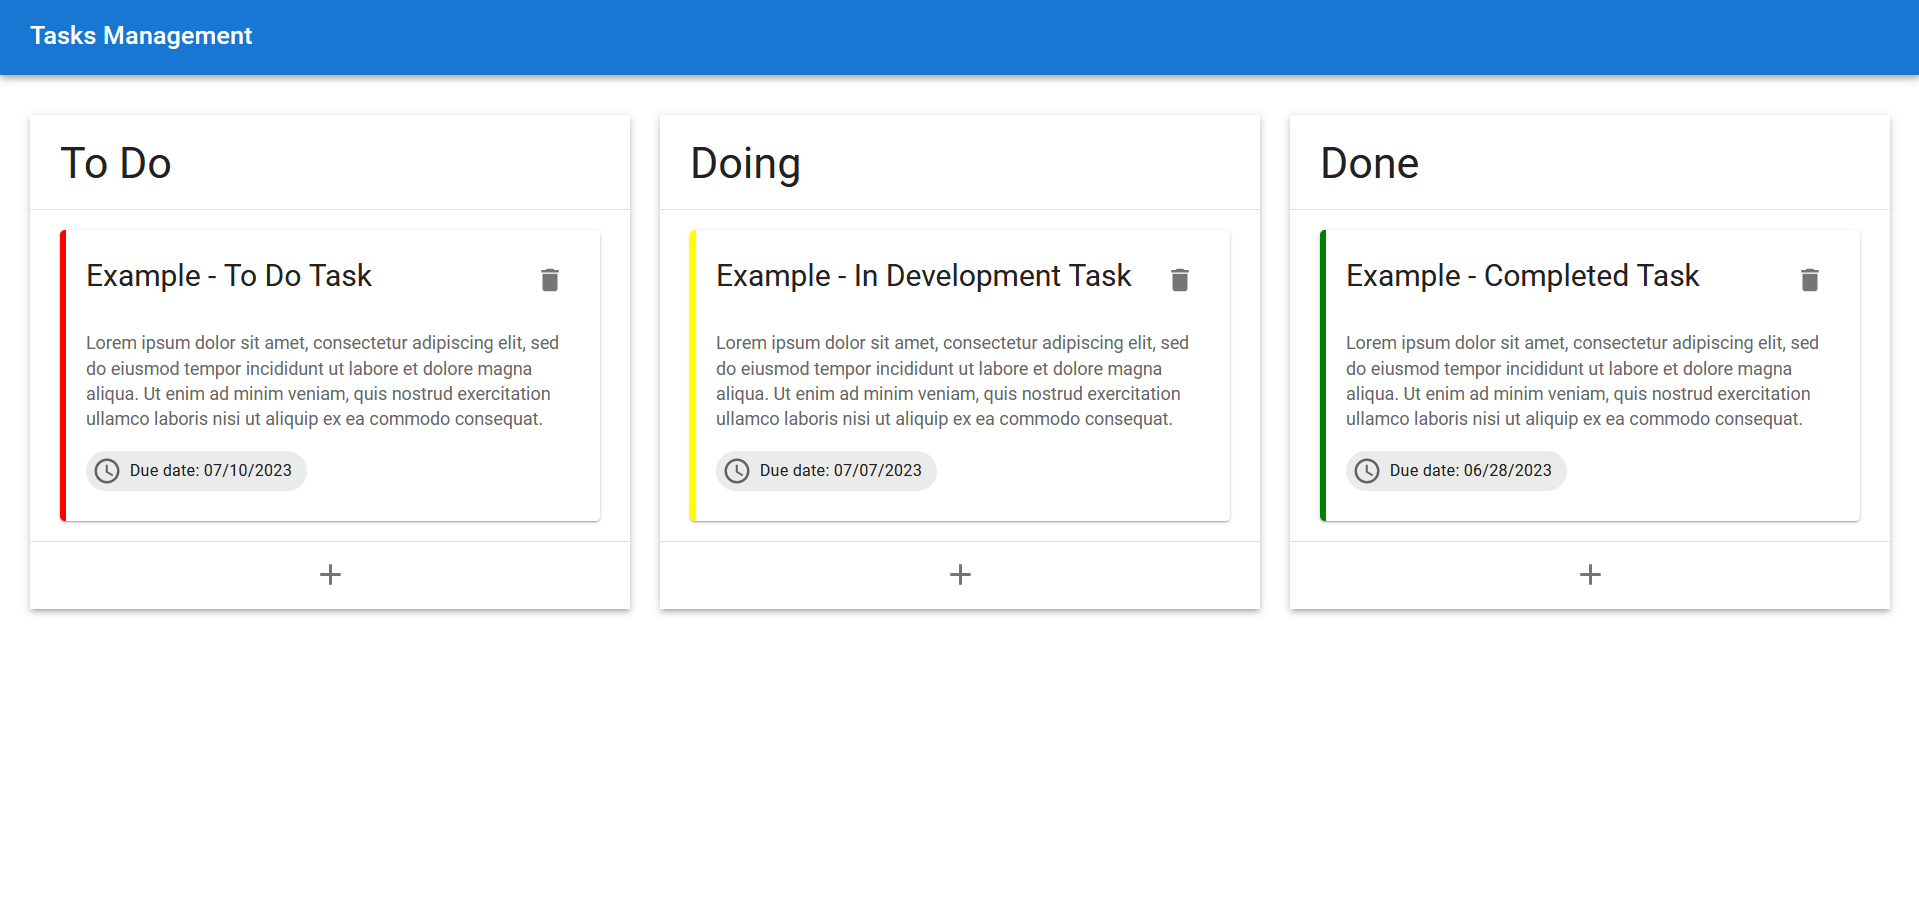 Tasks Management
To Do
Example - To Do Task
Lorem ipsum dolor sit amet, consectetur adipiscing elit, sed
do eiusmod tempor incididunt ut labore et dolore magna
aliqua. Ut enim ad minim veniam, quis nostrud exercitation
ullamco laboris nisi ut aliquip ex ea commodo consequat.
Due date: 07/10/2023
Doing
Example - In Development Task
Lorem ipsum dolor sit amet, consectetur adipiscing elit, sed
do eiusmod tempor incididunt ut labore et dolore magna
aliqua. Ut enim ad minim veniam, quis nostrud exercitation
ullamco laboris nisi ut aliquip ex ea commodo consequat.
Due date: 07/07/2023
Done
Example - Completed Task
Lorem ipsum dolor sit amet, consectetur adipiscing elit, sed
do eiusmod tempor incididunt ut labore et dolore magna
aliqua. Ut enim ad minim veniam, quis nostrud exercitation
ullamco laboris nisi ut aliquip ex ea commodo consequat.
Due date: 06/28/2023